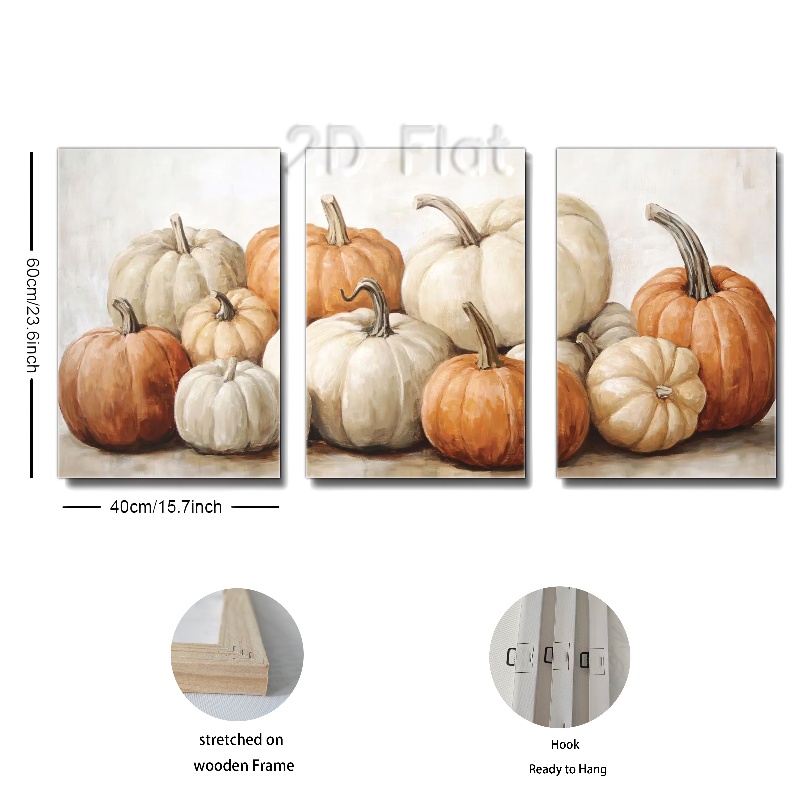 2D Flat
60cm/23.6inch
40cm/15.7inch
stretched on
wooden Frame
Hook
Ready to Hang